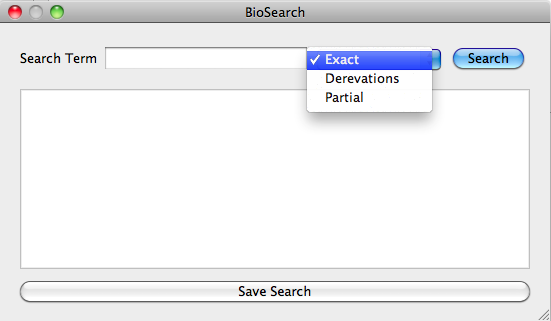 BioSearch
Search Term
Exact
Search
Derevations
Partial
Save Search